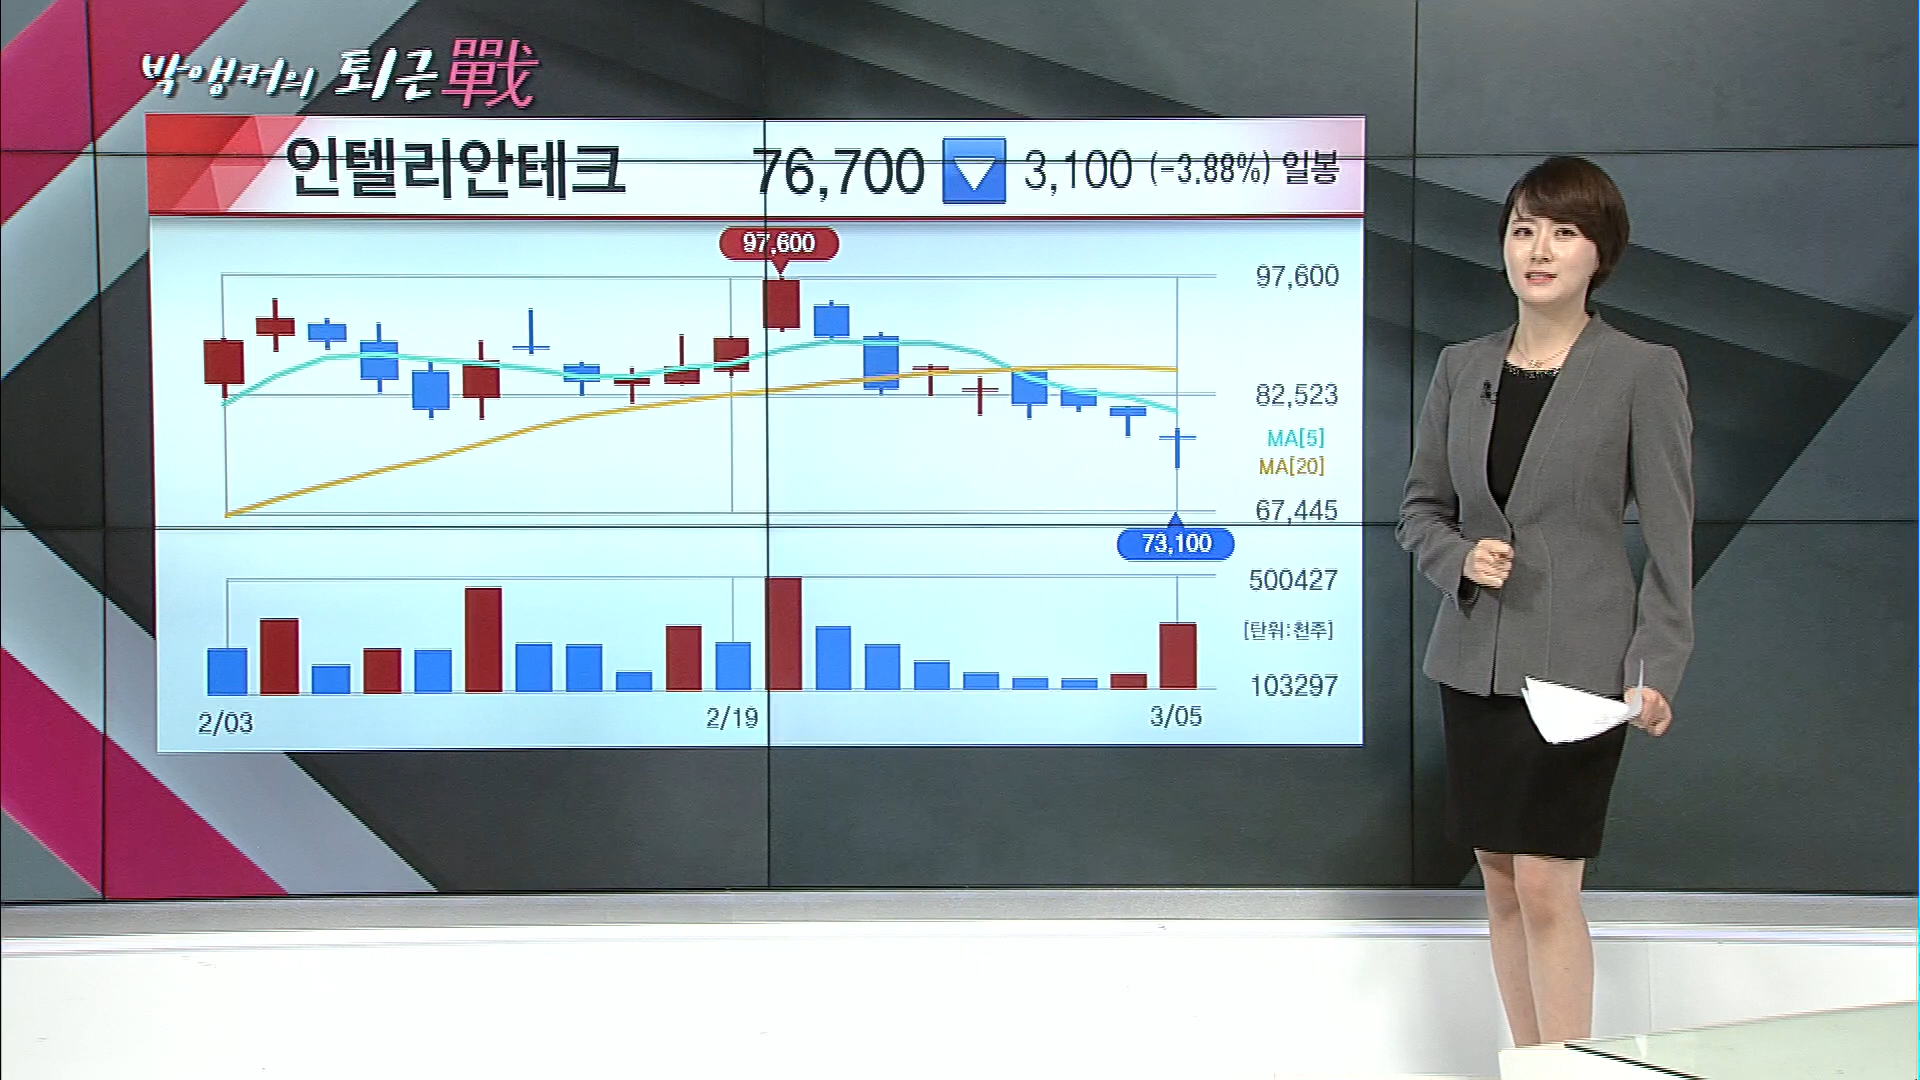 박앵커의 퇴근戰
인텔리안테크 76,700 ▽ 3,100 (-3.88%) 일봉
97,600
97,600
82,523
MA[5]
MA[20]
67,445
73,100
500427
[단위:천주]
103297
2/03 2/19 3/05